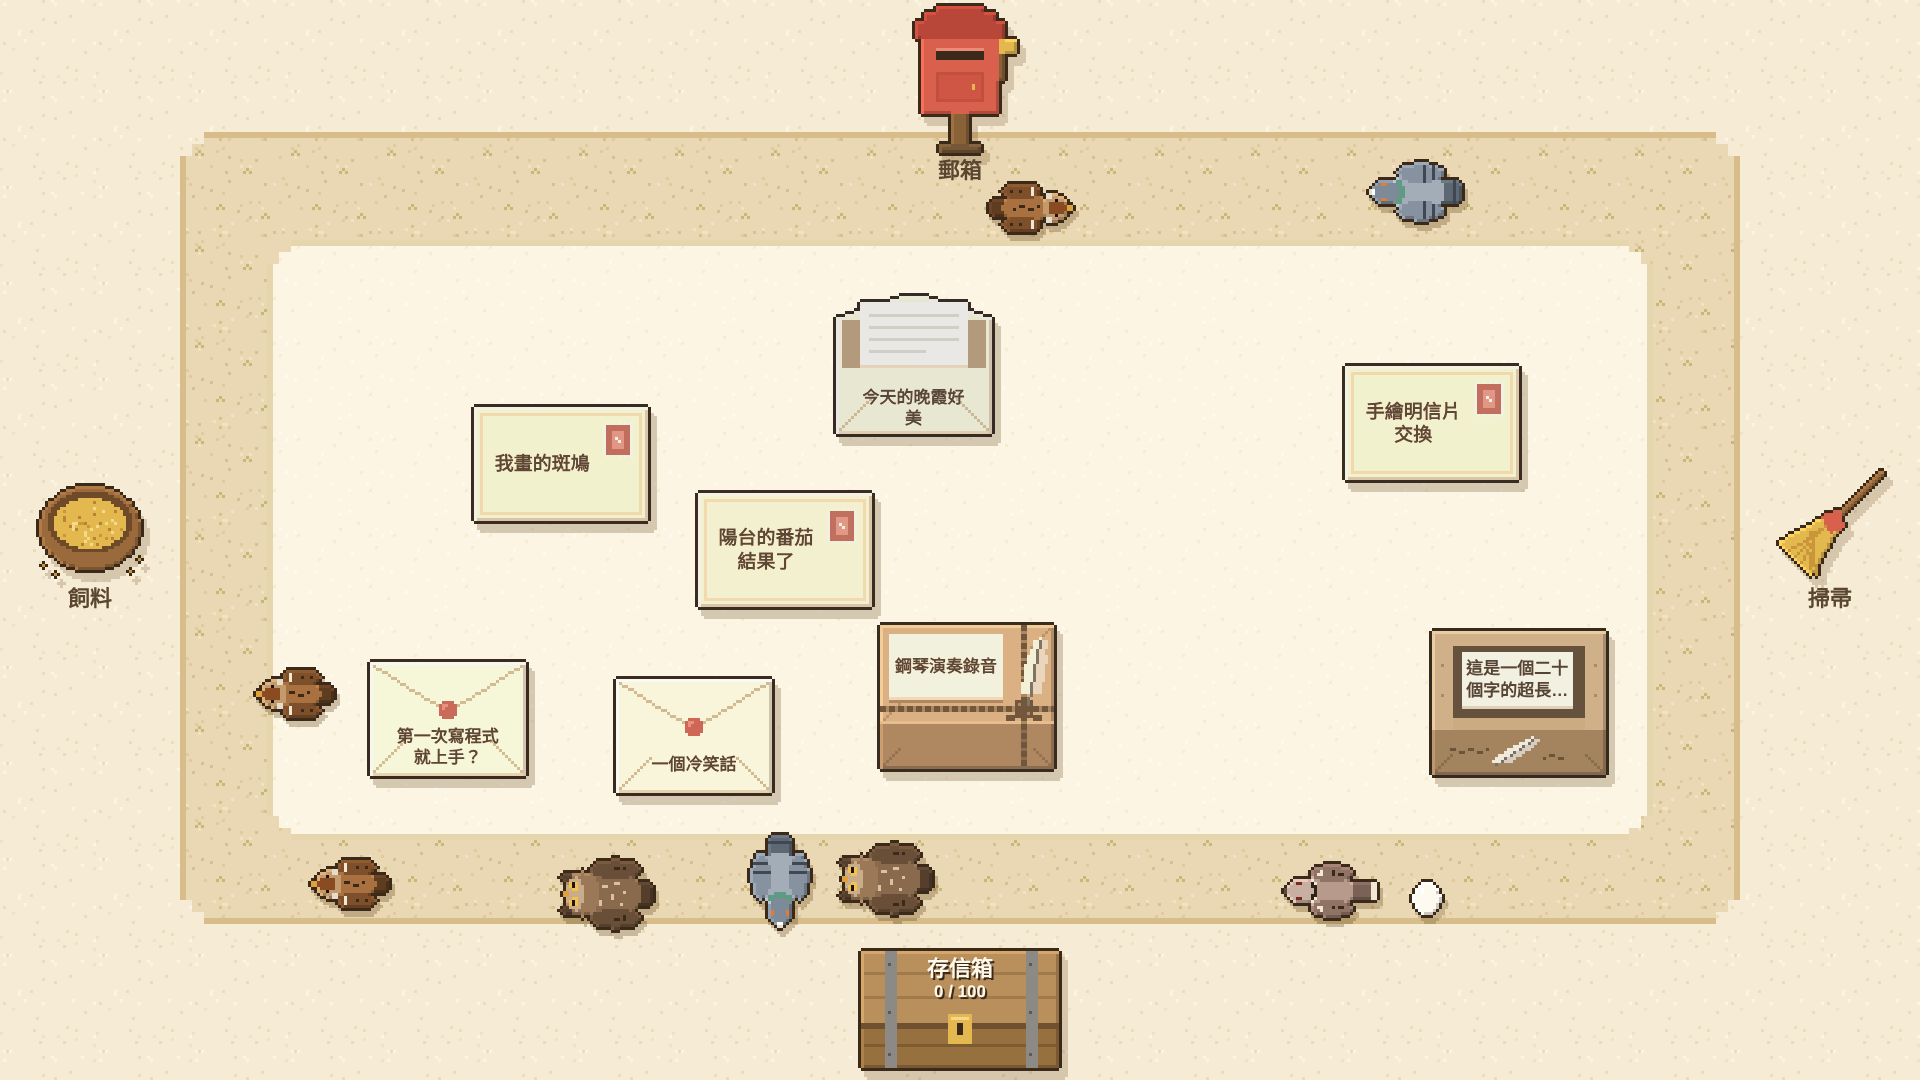 郵箱
今天的晚霞好
美
手繪明信片
交換
我畫的斑鳩
陽台的番茄
結果了
飼料
掃帚
鋼琴演奏錄音
這是一個二十
個字的超長…
第一次寫程式
就上手？
一個冷笑話
存信箱
0 / 100